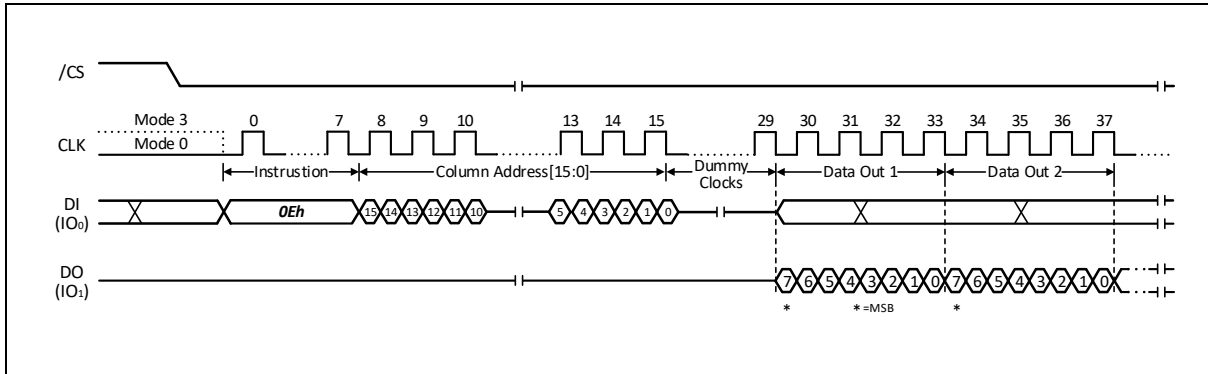 /CS
Mode 3
Mode 0
CLK
0 7 8 9 10 13 14 15 29 30 31 32 33 34 35 36 37
Instrustion
Column Address[15:0]
Dummy
Clocks
Data Out 1
Data Out 2
DI
(IO0)
0Eh
15 14 13 12 11 10 5 4 3 2 1 0
DO
(IO1)
7 6 5 4 3 2 1 0 7 6 5 4 3 2 1 0
* * =MSB *